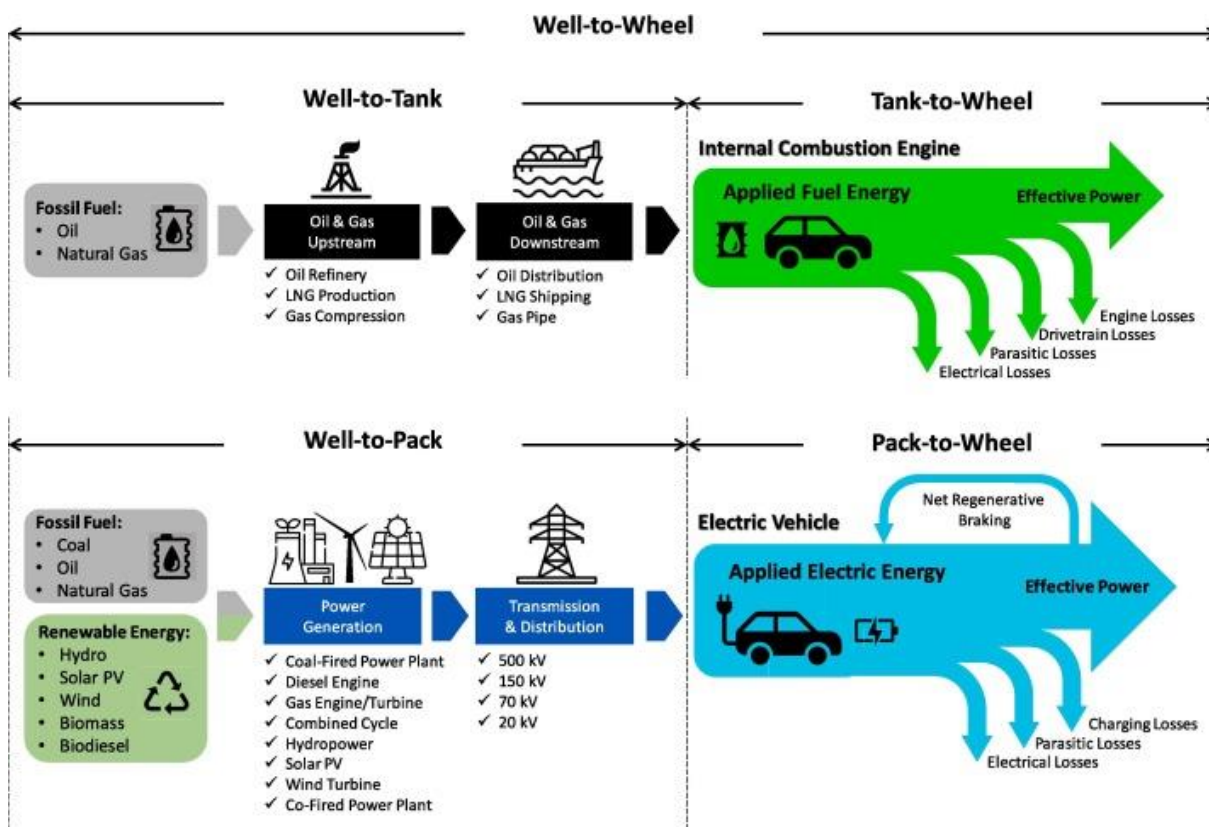 Well-to-Wheel
Well-to-Tank
Tank-to-Wheel
Internal Combustion Engine
Applied Fuel Energy
Effective Power
Fossil Fuel:
• Oil
• Natural Gas
Oil & Gas
Upstream
Oil & Gas
Downstream
✓ Oil Refinery
✓ LNG Production
✓ Gas Compression
✓ Oil Distribution
✓ LNG Shipping
✓ Gas Pipe
Engine Losses
Drivetrain Losses
Parasitic Losses
Electrical Losses
Well-to-Pack
Pack-to-Wheel
Net Regenerative
Braking
Electric Vehicle
Applied Electric Energy
Effective Power
Fossil Fuel:
• Coal
• Oil
• Natural Gas
Renewable Energy:
• Hydro
• Solar PV
• Wind
• Biomass
• Biodiesel
Power
Generation
Transmission
& Distribution
✓ Coal-Fired Power Plant
✓ Diesel Engine
✓ Gas Engine/Turbine
✓ Combined Cycle
✓ Hydropower
✓ Solar PV
✓ Wind Turbine
✓ Co-Fired Power Plant
✓ 500 kV
✓ 150 kV
✓ 70 kV
✓ 20 kV
Charging Losses
Parasitic Losses
Electrical Losses